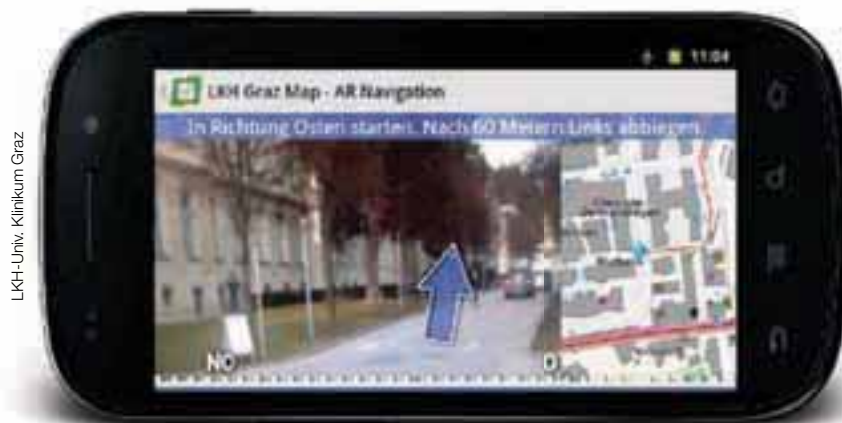 LKH-Univ. Klinikum Graz
11:04
LKH Graz Map - AR Navigation
In Richtung Osten starten. Nach 60 Metern Links abbiegen.
NO
O